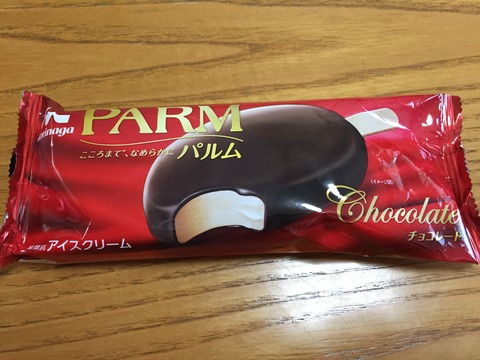 PARM
こころまで、なめらかに パルム
(イメージ図)
Chocolate
チョコレート
アイスクリーム